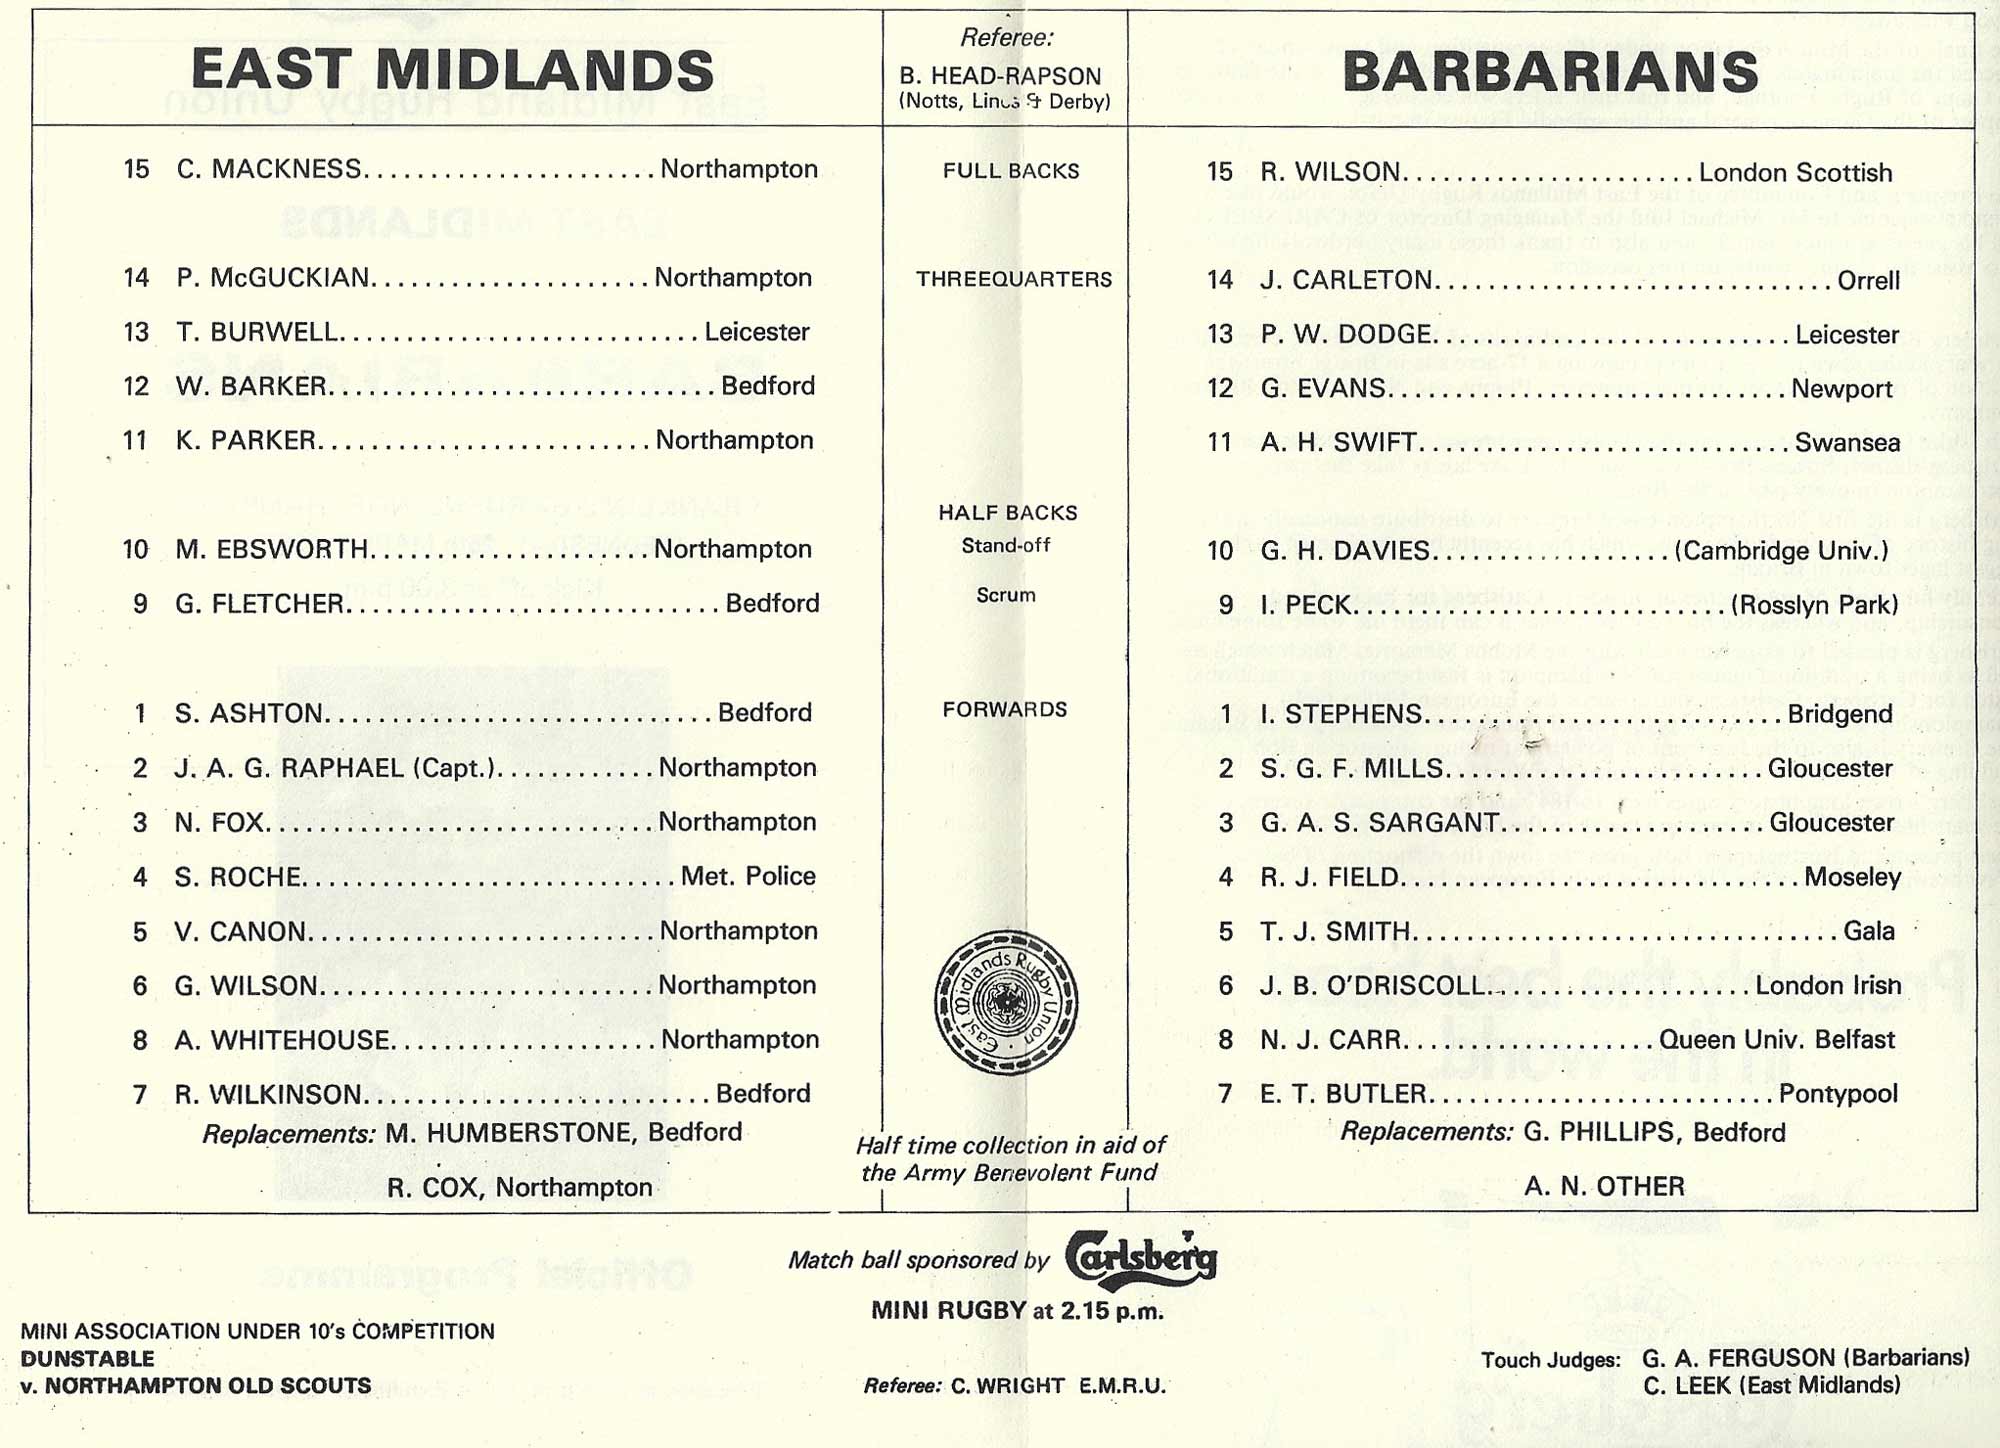 EAST MIDLANDS
Referee:
B. HEAD-RAPSON
(Notts, Lincs & Derby)
BARBARIANS
15 C. MACKNESS......................Northampton
FULL BACKS
15 R. WILSON......................London Scottish
14 P. McGUCKIAN.....................Northampton
THREEQUARTERS
14 J. CARLETON..............................Orrell
13 T. BURWELL...........................Leicester
13 P. W. DODGE...........................Leicester
12 W. BARKER.............................Bedford
12 G. EVANS..............................Newport
11 K. PARKER.........................Northampton
11 A. H. SWIFT............................Swansea
HALF BACKS
10 M. EBSWORTH.....................Northampton
Stand-off
10 G. H. DAVIES..................(Cambridge Univ.)
9 G. FLETCHER............................Bedford
Scrum
9 I. PECK............................(Rosslyn Park)
1 S. ASHTON.............................Bedford
FORWARDS
1 I. STEPHENS...........................Bridgend
2 J. A. G. RAPHAEL (Capt.)............Northampton
2 S. G. F. MILLS........................Gloucester
3 N. FOX.............................Northampton
3 G. A. S. SARGANT....................Gloucester
4 S. ROCHE............................Met. Police
4 R. J. FIELD..............................Moseley
5 V. CANON..........................Northampton
5 T. J. SMITH................................Gala
6 G. WILSON.........................Northampton
6 J. B. O'DRISCOLL....................London Irish
East Midlands Rugby Union
8 A. WHITEHOUSE....................Northampton
8 N. J. CARR...................Queen Univ. Belfast
7 R. WILKINSON..........................Bedford
7 E. T. BUTLER..........................Pontypool
Replacements: M. HUMBERSTONE, Bedford
Replacements: G. PHILLIPS, Bedford
Half time collection in aid of
the Army Benevolent Fund
R. COX, Northampton
A. N. OTHER
Match ball sponsored by Carlsberg
MINI RUGBY at 2.15 p.m.
MINI ASSOCIATION UNDER 10's COMPETITION
DUNSTABLE
v. NORTHAMPTON OLD SCOUTS
Referee: C. WRIGHT E.M.R.U.
Touch Judges: G. A. FERGUSON (Barbarians)
C. LEEK (East Midlands)